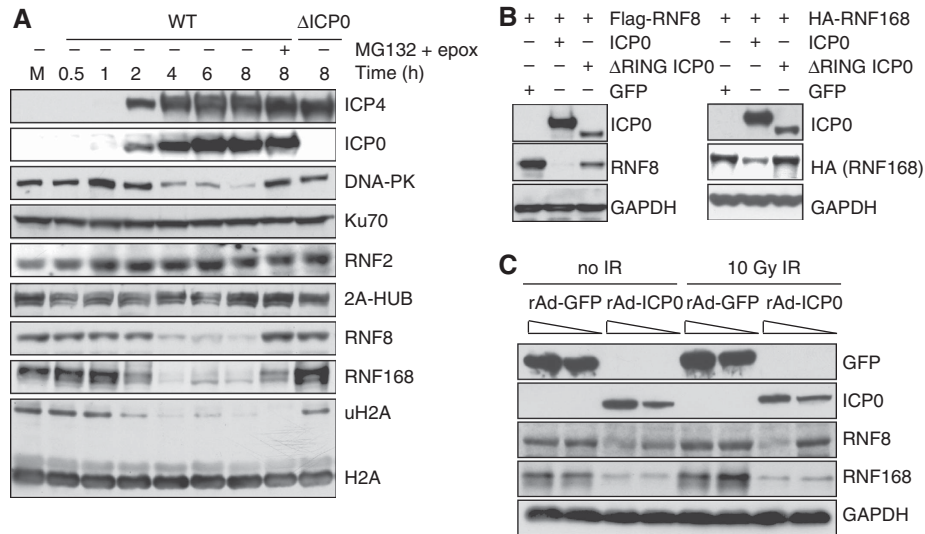 A
WT ΔICP0
– – – – – – – + – MG132 + epox
M 0.5 1 2 4 6 8 8 8 Time (h)
ICP4
ICP0
DNA-PK
Ku70
RNF2
2A-HUB
RNF8
RNF168
uH2A
H2A
B
+ + + Flag-RNF8
– + – ICP0
– – + ΔRING ICP0
+ – – GFP
ICP0
RNF8
GAPDH
+ + + HA-RNF168
– + – ICP0
– – + ΔRING ICP0
+ – – GFP
ICP0
HA (RNF168)
GAPDH
C
no IR 10 Gy IR
rAd-GFP rAd-ICP0 rAd-GFP rAd-ICP0
GFP
ICP0
RNF8
RNF168
GAPDH